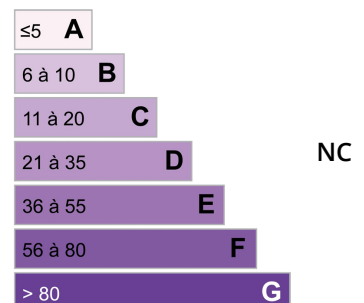 ≤5 A
6 à 10 B
11 à 20 C
21 à 35 D
NC
36 à 55 E
56 à 80 F
> 80 G